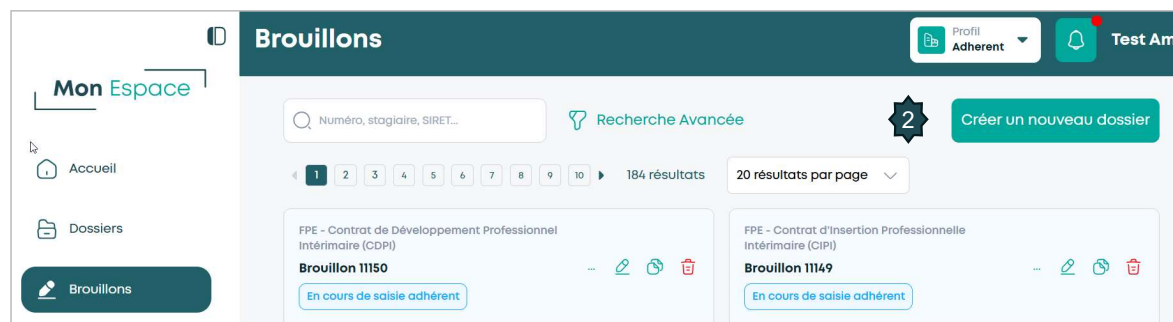 Brouillons
Profil
Adherent
Test Am
Mon Espace
Numéro, stagiaire, SIRET...
Recherche Avancée
2
Créer un nouveau dossier
Accueil
1 2 3 4 5 6 7 8 9 10
184 résultats
20 résultats par page
Dossiers
FPE - Contrat de Développement Professionnel
Intérimaire (CDPI)
Brouillon 11150
...
En cours de saisie adhérent
FPE - Contrat d'Insertion Professionnelle
Intérimaire (CIPI)
Brouillon 11149
...
En cours de saisie adhérent
Brouillons